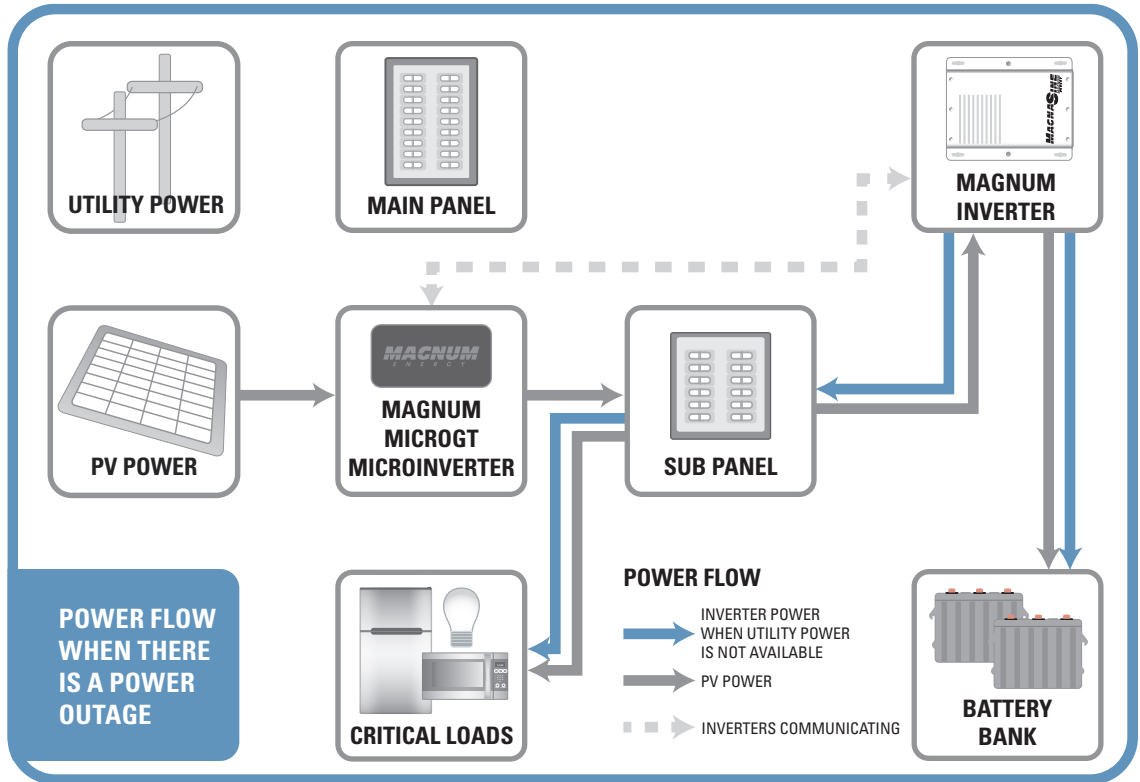 UTILITY POWER
MAIN PANEL
MAGNASINE
MAGNUM
INVERTER
PV POWER
MAGNUM
ENERGY
MAGNUM
MICROGT
MICROINVERTER
SUB PANEL
POWER FLOW
WHEN THERE
IS A POWER
OUTAGE
CRITICAL LOADS
POWER FLOW
INVERTER POWER
WHEN UTILITY POWER
IS NOT AVAILABLE
PV POWER
INVERTERS COMMUNICATING
BATTERY
BANK